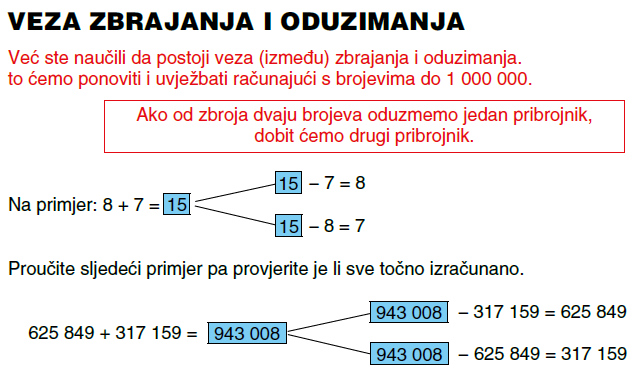 VEZA ZBRAJANJA I ODUZIMANJA
Već ste naučili da postoji veza (između) zbrajanja i oduzimanja.
to ćemo ponoviti i uvježbati računajući s brojevima do 1 000 000.
Ako od zbroja dvaju brojeva oduzmemo jedan pribrojnik,
dobit ćemo drugi pribrojnik.
15 – 7 = 8
Na primjer: 8 + 7 = 15
15 – 8 = 7
Proučite sljedeći primjer pa provjerite je li sve točno izračunano.
943 008 – 317 159 = 625 849
625 849 + 317 159 = 943 008
943 008 – 625 849 = 317 159